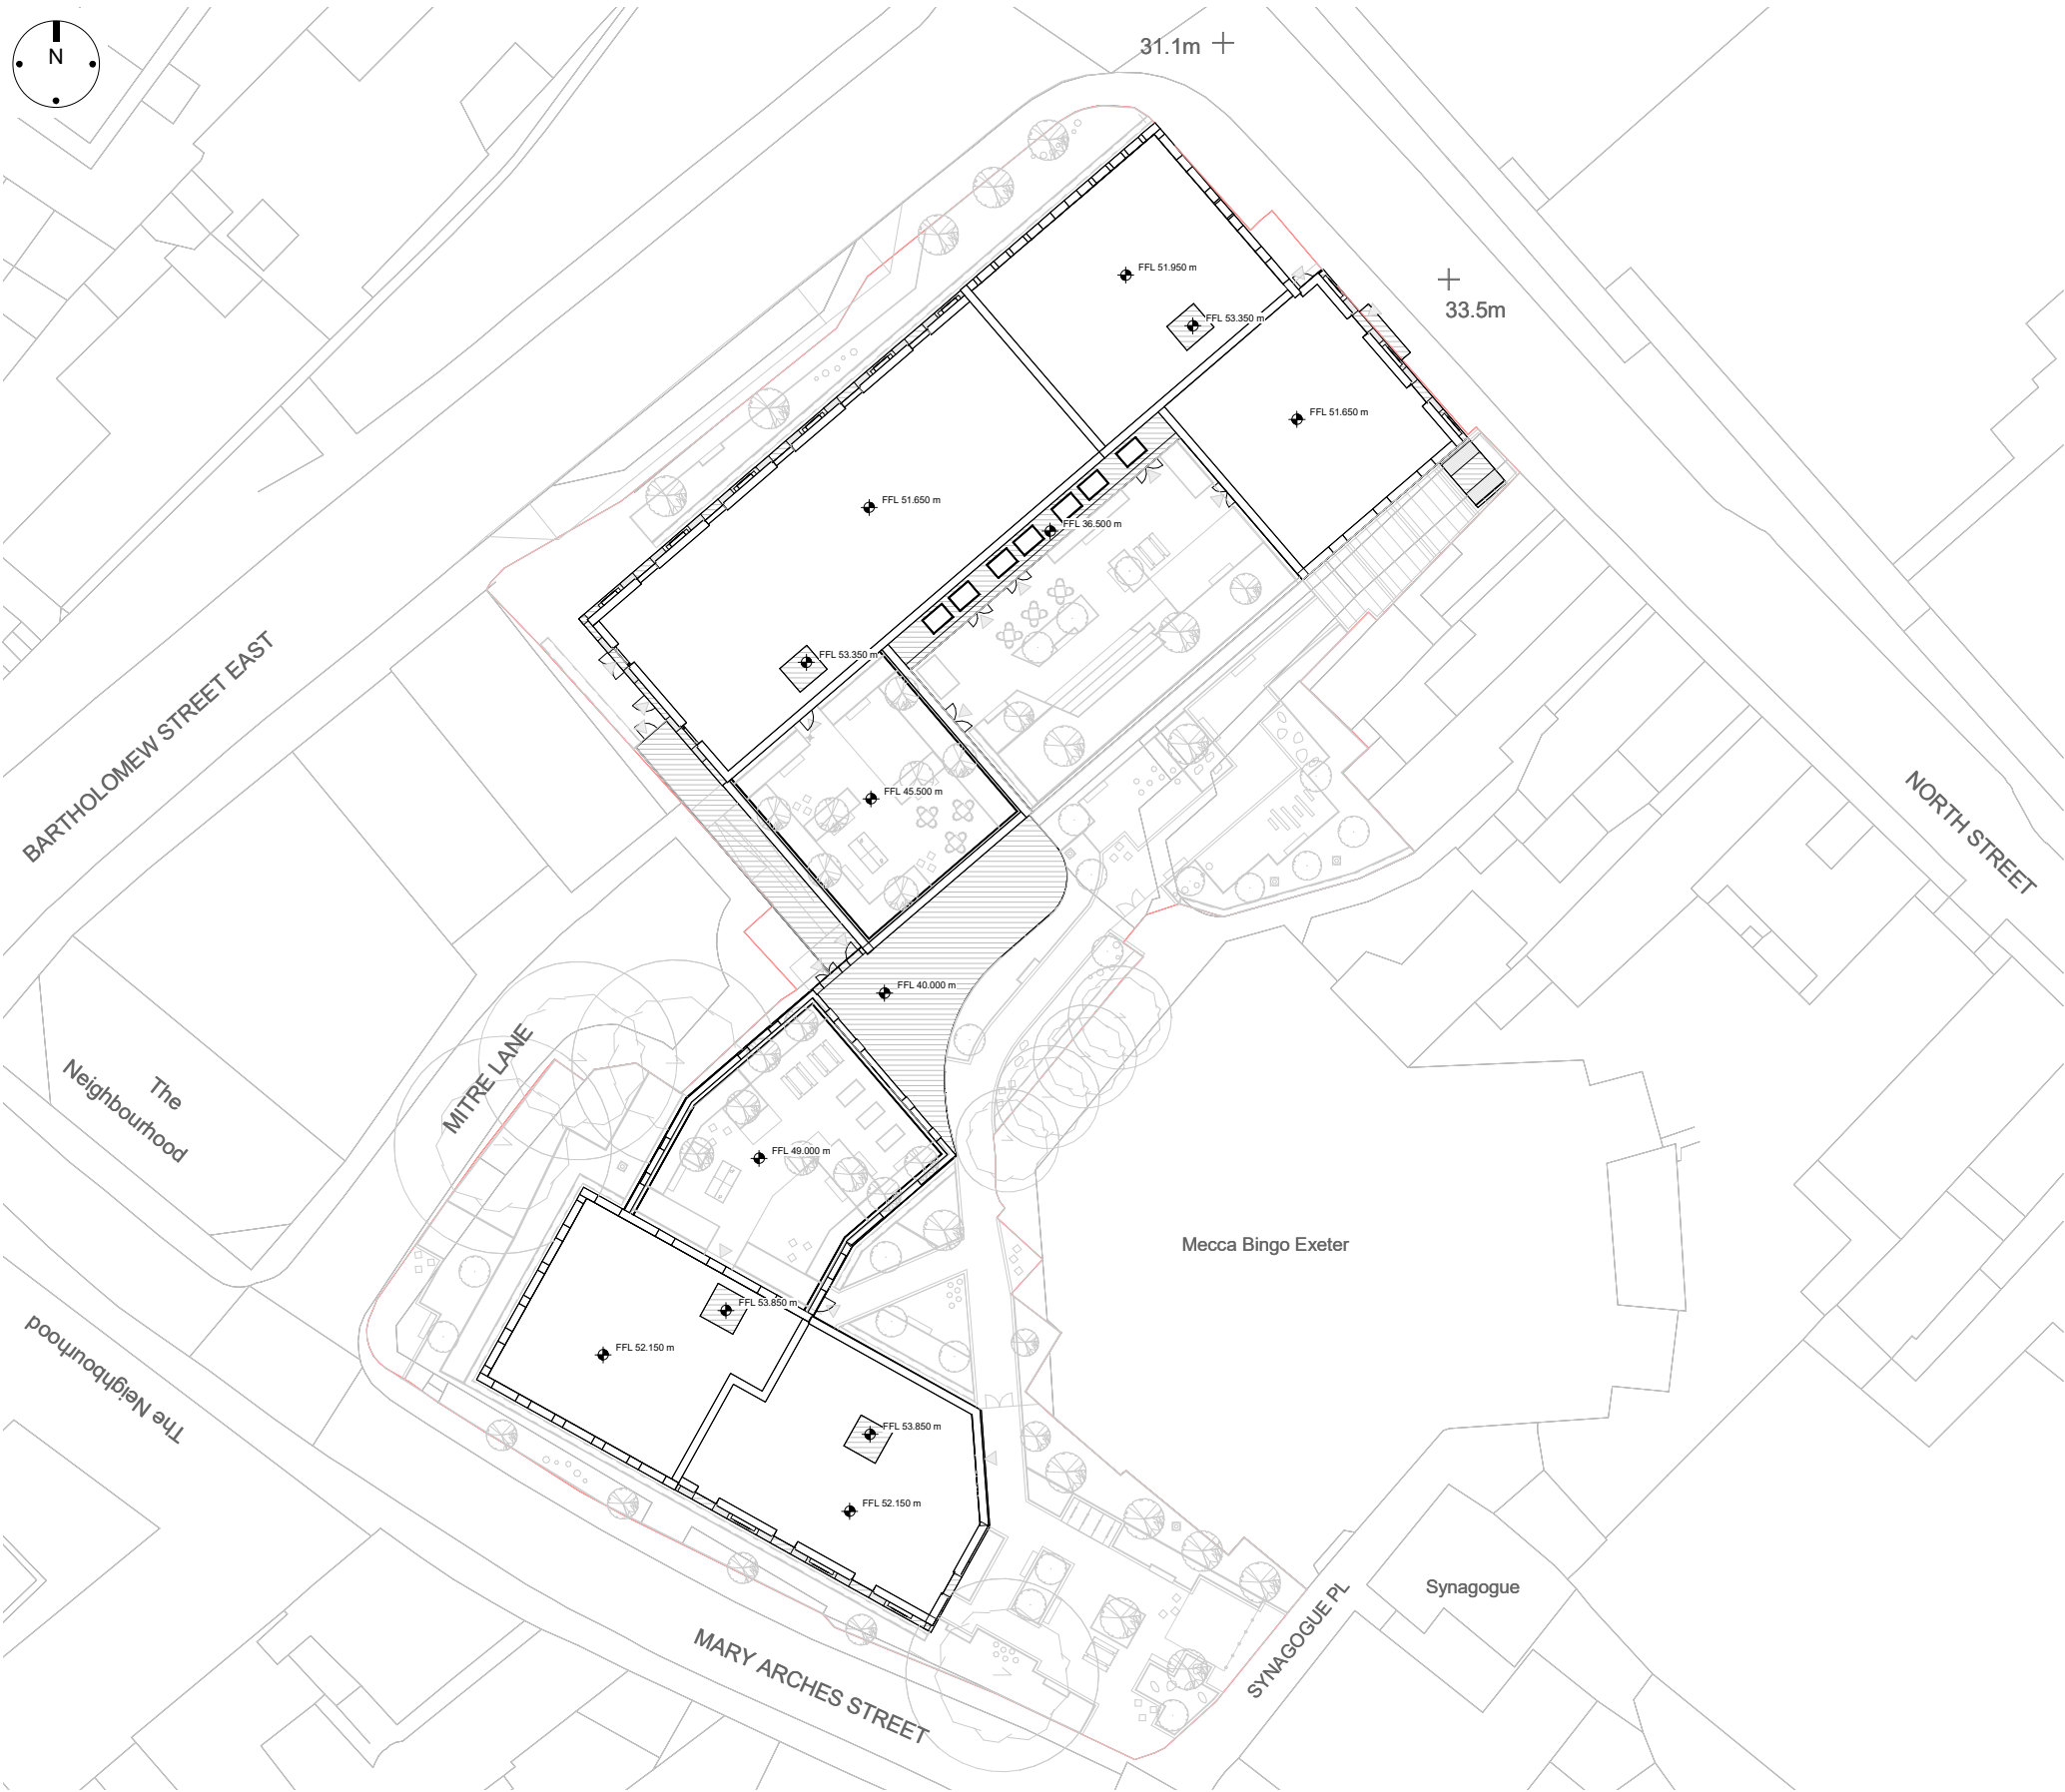 N
31.1m
33.5m
FFL 51.950 m
FFL 53.350 m
FFL 51.650 m
FFL 51.650 m
FFL 36.500 m
FFL 53.350 m
FFL 45.500 m
FFL 40.000 m
FFL 49.000 m
FFL 53.850 m
FFL 52.150 m
FFL 53.850 m
FFL 52.150 m
BARTHOLOMEW STREET EAST
NORTH STREET
MITRE LANE
The
Neighbourhood
The Neighbourhood
Mecca Bingo Exeter
Synagogue
SYNAGOGUE PL
MARY ARCHES STREET